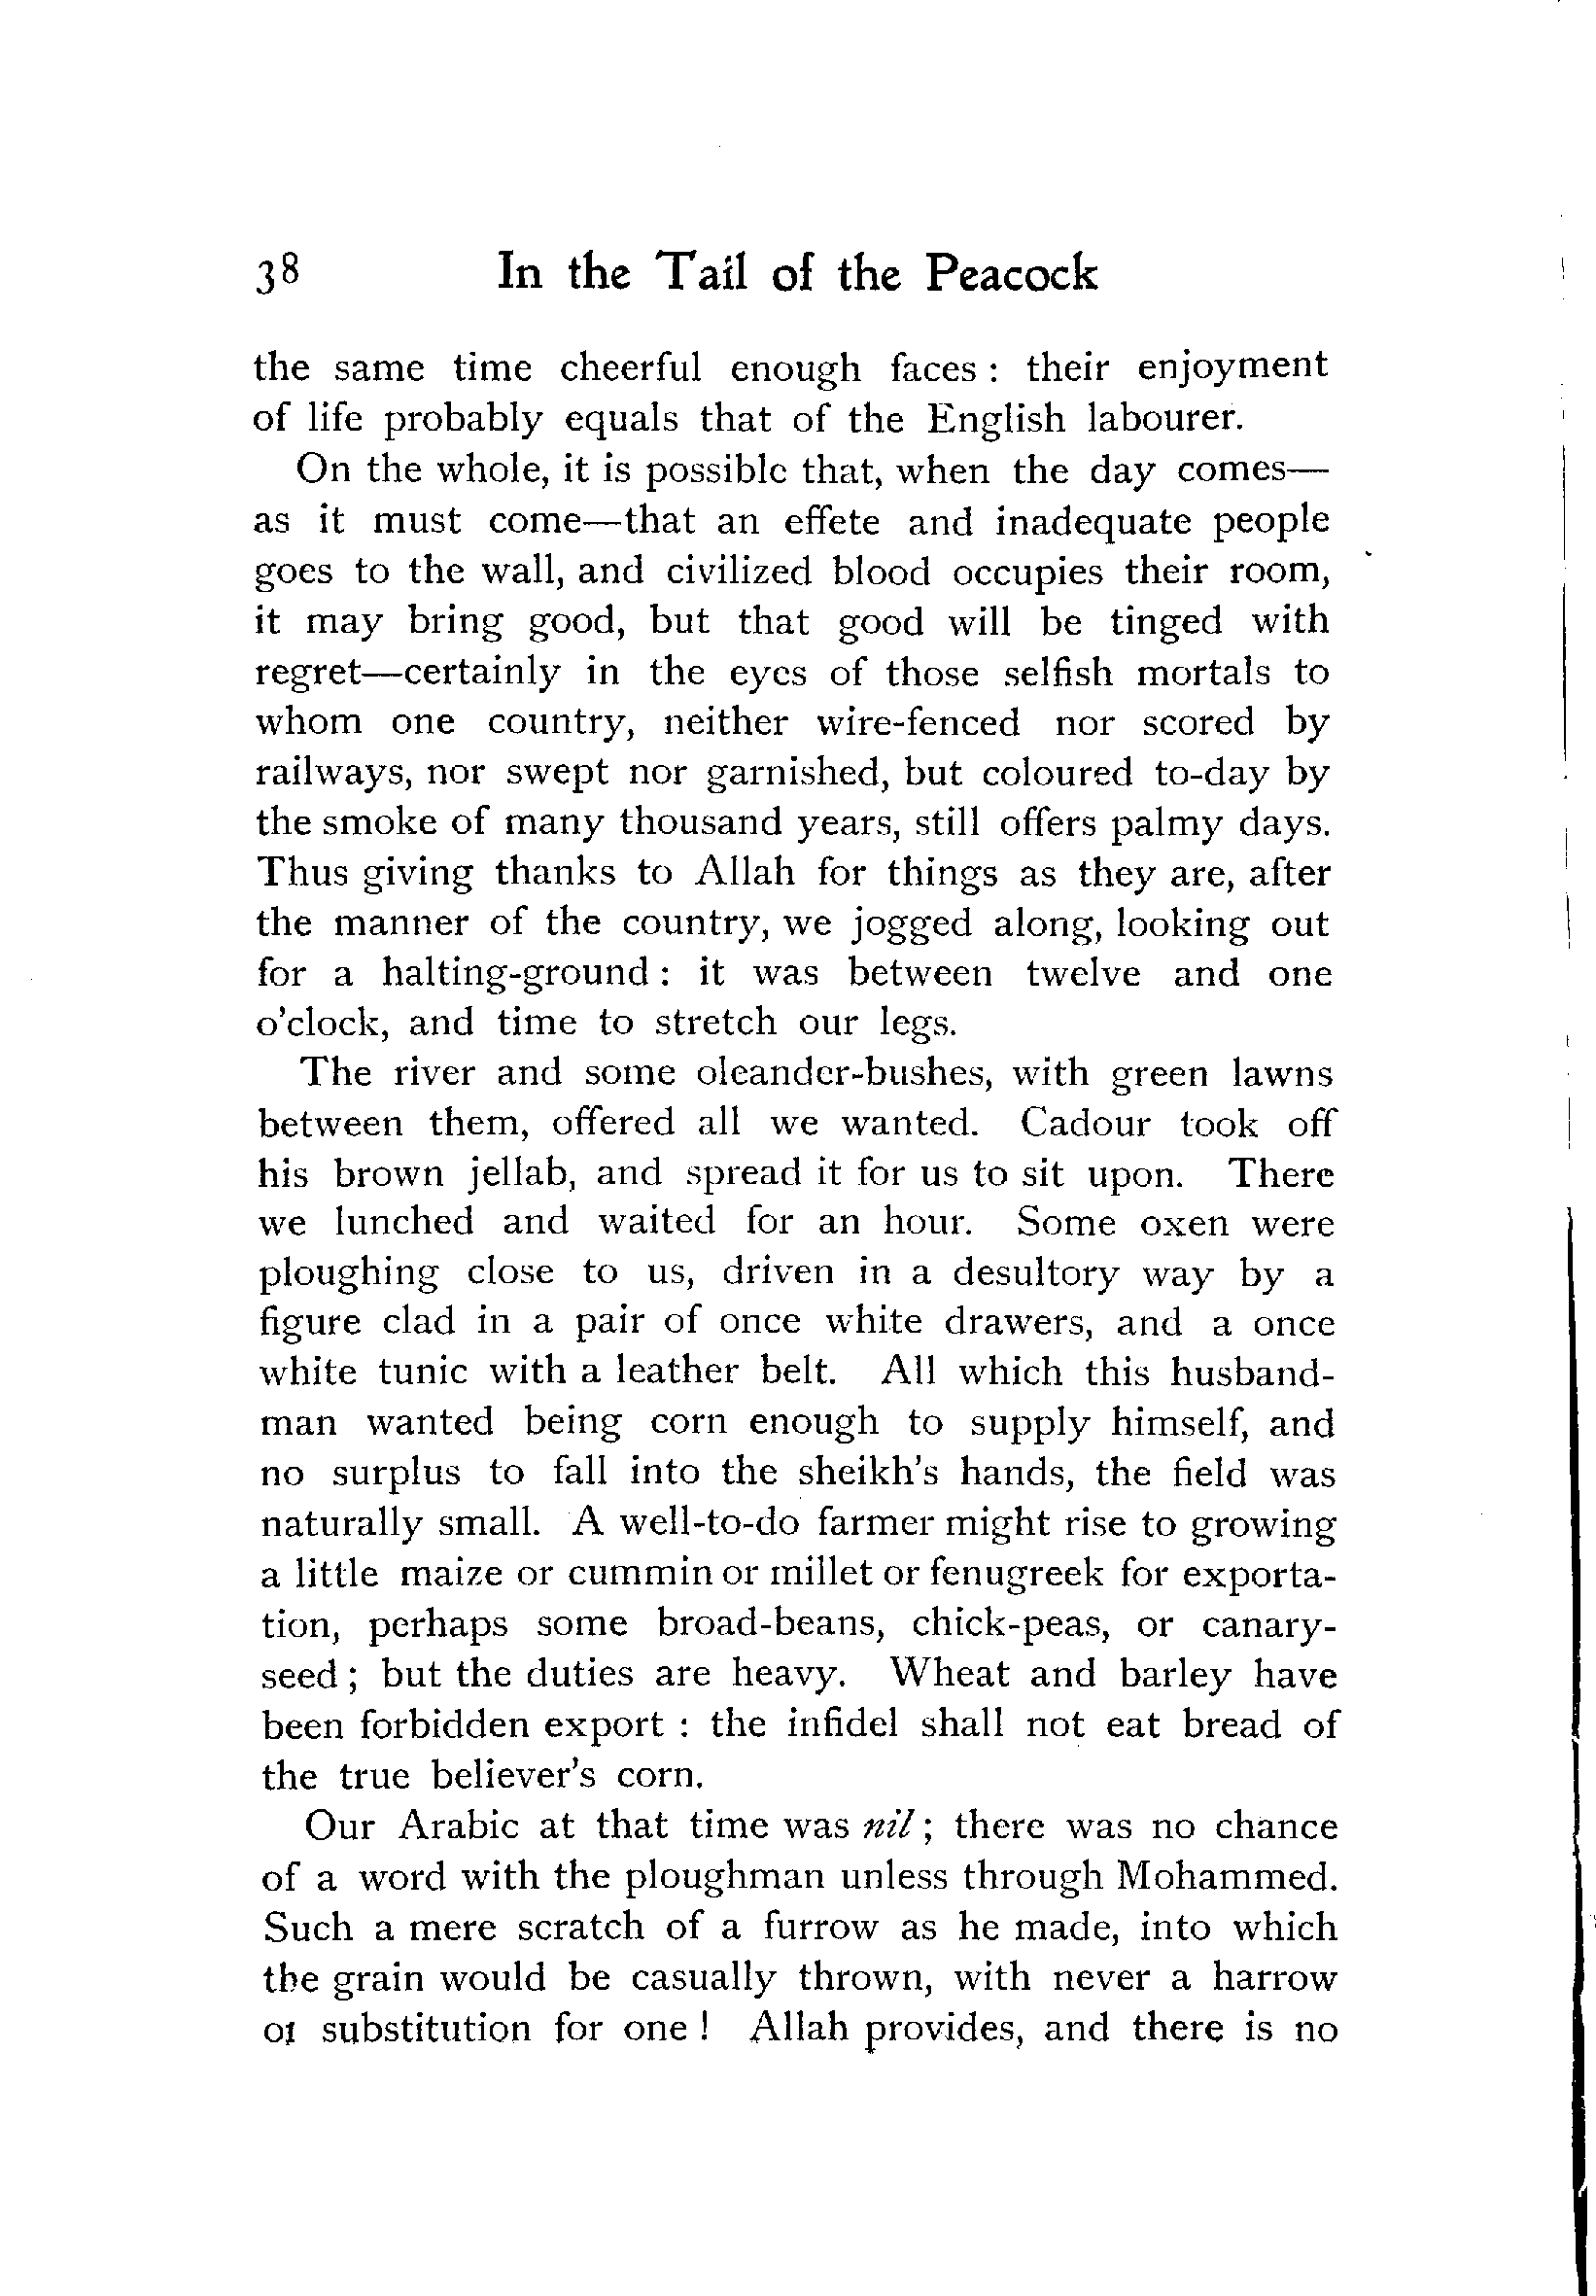 38 In the Tail of the Peacock
the same time cheerful enough faces : their enjoyment
of life probably equals that of the English labourer.
On the whole, it is possible that, when the day comes—
as it must come—that an effete and inadequate people
goes to the wall, and civilized blood occupies their room,
it may bring good, but that good will be tinged with
regret—certainly in the eyes of those selfish mortals to
whom one country, neither wire-fenced nor scored by
railways, nor swept nor garnished, but coloured to-day by
the smoke of many thousand years, still offers palmy days.
Thus giving thanks to Allah for things as they are, after
the manner of the country, we jogged along, looking out
for a halting-ground : it was between twelve and one
o'clock, and time to stretch our legs.
The river and some oleander-bushes, with green lawns
between them, offered all we wanted. Cadour took off
his brown jellab, and spread it for us to sit upon. There
we lunched and waited for an hour. Some oxen were
ploughing close to us, driven in a desultory way by a
figure clad in a pair of once white drawers, and a once
white tunic with a leather belt. All which this husband-
man wanted being corn enough to supply himself, and
no surplus to fall into the sheikh's hands, the field was
naturally small. A well-to-do farmer might rise to growing
a little maize or cummin or millet or fenugreek for exporta-
tion, perhaps some broad-beans, chick-peas, or canary-
seed ; but the duties are heavy. Wheat and barley have
been forbidden export : the infidel shall not eat bread of
the true believer's corn.
Our Arabic at that time was nil ; there was no chance
of a word with the ploughman unless through Mohammed.
Such a mere scratch of a furrow as he made, into which
the grain would be casually thrown, with never a harrow
or substitution for one ! Allah provides, and there is no